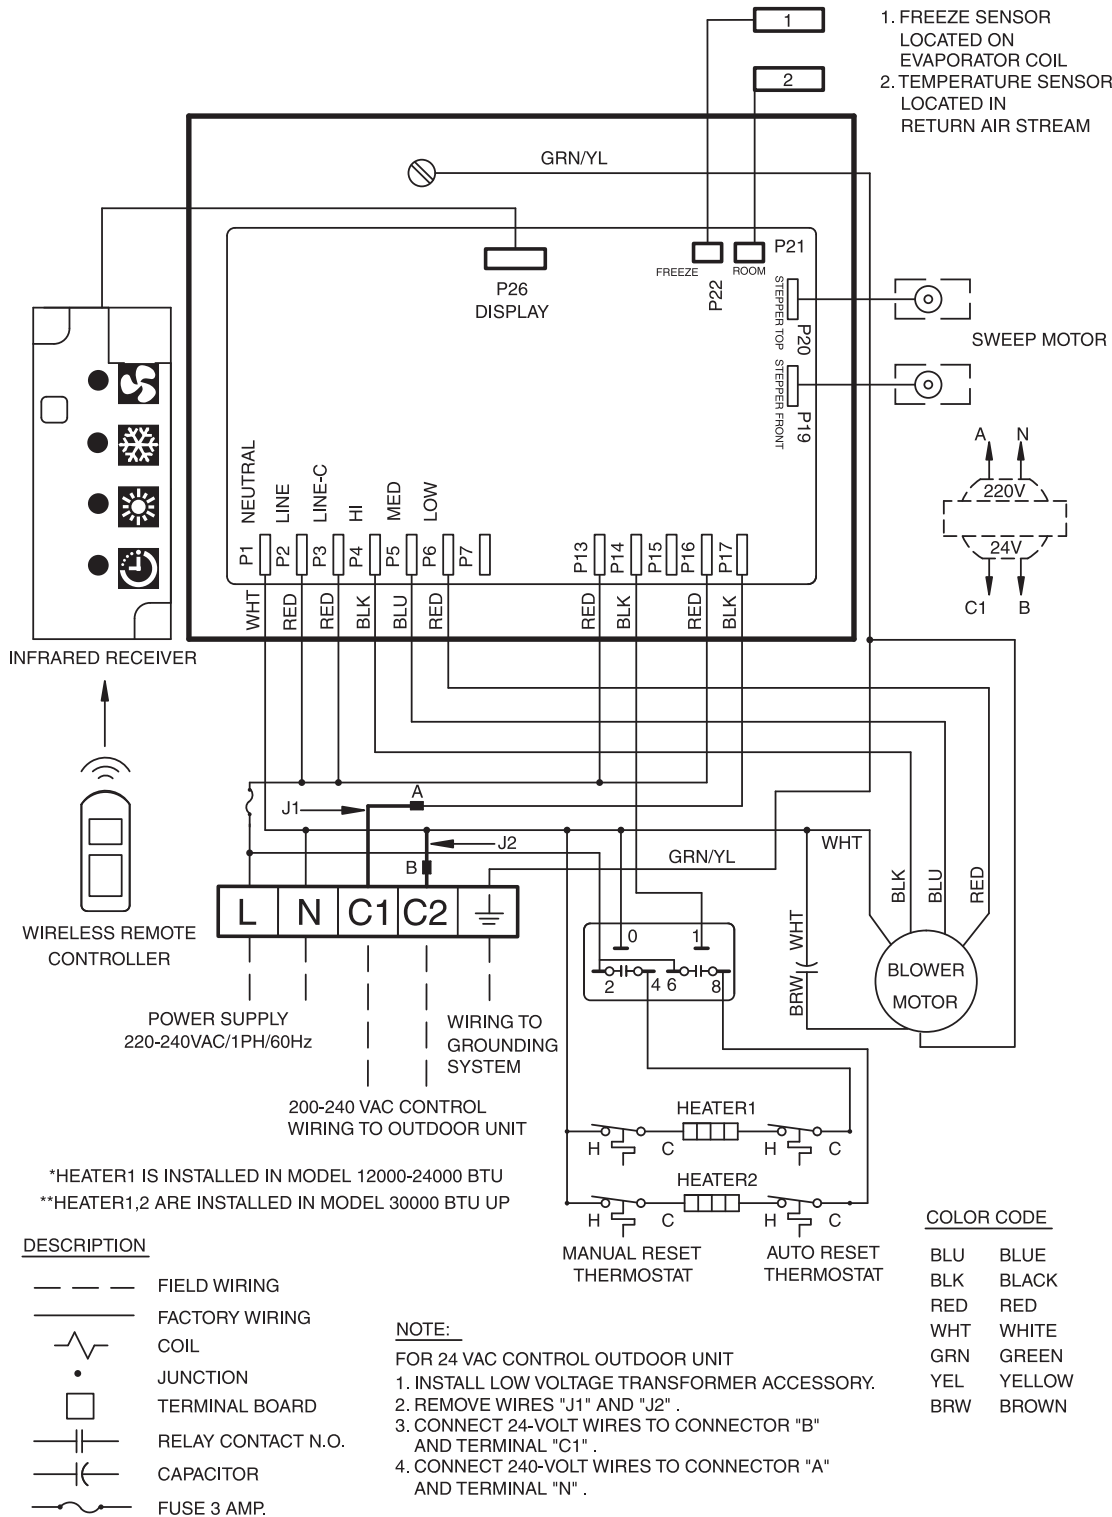 1
1. FREEZE SENSOR
LOCATED ON
EVAPORATOR COIL
2
2. TEMPERATURE SENSOR
LOCATED IN
RETURN AIR STREAM
GRN/YL
P26
DISPLAY
FREEZE
P22
ROOM
P21
STEPPER TOP
P20
STEPPER FRONT
P19
SWEEP MOTOR
A N
220V
24V
C1 B
P1 NEUTRAL
P2 LINE
P3 LINE-C
P4 HI
P5 MED
P6 LOW
P7
P13
P14
P15
P16
P17
WHT
RED
RED
BLK
BLU
RED
RED
BLK
RED
BLK
INFRARED RECEIVER
WIRELESS REMOTE
CONTROLLER
J1
A
J2
B
WHT
GRN/YL
BLK
BLU
RED
L N C1 C2
0 1
2 4 6 8
WHT
BRW
BLOWER
MOTOR
POWER SUPPLY
220-240VAC/1PH/60Hz
WIRING TO
GROUNDING
SYSTEM
200-240 VAC CONTROL
WIRING TO OUTDOOR UNIT
HEATER1
H C H C
HEATER2
H C H C
MANUAL RESET
THERMOSTAT
AUTO RESET
THERMOSTAT
*HEATER1 IS INSTALLED IN MODEL 12000-24000 BTU
**HEATER1,2 ARE INSTALLED IN MODEL 30000 BTU UP
DESCRIPTION
FIELD WIRING
FACTORY WIRING
COIL
JUNCTION
TERMINAL BOARD
RELAY CONTACT N.O.
CAPACITOR
FUSE 3 AMP.
NOTE:
FOR 24 VAC CONTROL OUTDOOR UNIT
1. INSTALL LOW VOLTAGE TRANSFORMER ACCESSORY.
2. REMOVE WIRES "J1" AND "J2" .
3. CONNECT 24-VOLT WIRES TO CONNECTOR "B"
AND TERMINAL "C1" .
4. CONNECT 240-VOLT WIRES TO CONNECTOR "A"
AND TERMINAL "N" .
COLOR CODE
BLU BLUE
BLK BLACK
RED RED
WHT WHITE
GRN GREEN
YEL YELLOW
BRW BROWN